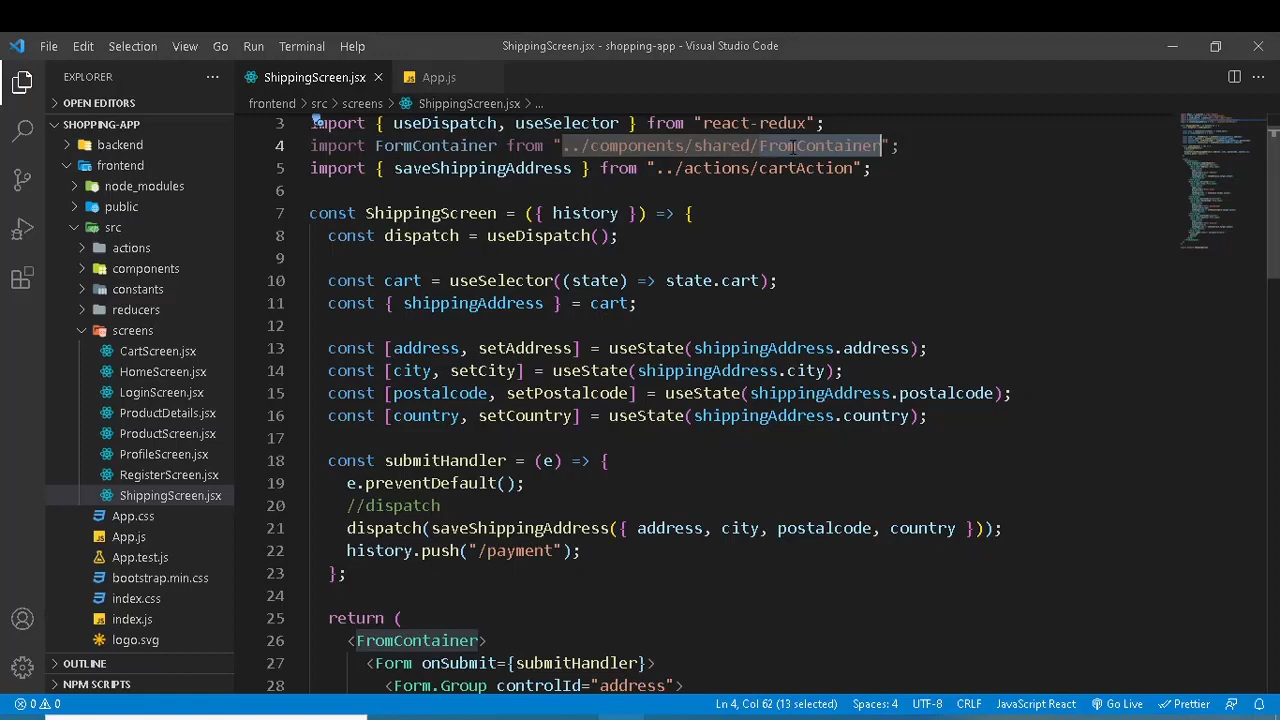 File Edit Selection View Go Run Terminal Help
ShippingScreen.jsx - shopping-app - Visual Studio Code
EXPLORER
OPEN EDITORS
SHOPPING-APP
backend
frontend
node_modules
public
src
actions
components
constants
reducers
screens
CartScreen.jsx
HomeScreen.jsx
LoginScreen.jsx
ProductDetails.jsx
ProductScreen.jsx
ProfileScreen.jsx
RegisterScreen.jsx
ShippingScreen.jsx
App.css
App.js
App.test.js
bootstrap.min.css
index.css
index.js
logo.svg
OUTLINE
NPM SCRIPTS
ShippingScreen.jsx App.js
frontend > src > screens > ShippingScreen.jsx > ...
3 import { useDispatch, useSelector } from "react-redux";
4 import FormContainer from "../components/shared/FromContainer";
5 import { saveShippingAddress } from "../actions/cartAction";
6
7 const ShippingScreen = ({ history }) => {
8 const dispatch = useDispatch();
9
10 const cart = useSelector((state) => state.cart);
11 const { shippingAddress } = cart;
12
13 const [address, setAddress] = useState(shippingAddress.address);
14 const [city, setCity] = useState(shippingAddress.city);
15 const [postalcode, setPostalcode] = useState(shippingAddress.postalcode);
16 const [country, setCountry] = useState(shippingAddress.country);
17
18 const submitHandler = (e) => {
19 e.preventDefault();
20 //dispatch
21 dispatch(saveShippingAddress({ address, city, postalcode, country }));
22 history.push("/payment");
23 };
24
25 return (
26 <FromContainer>
27 <Form onSubmit={submitHandler}>
28 <Form.Group controlId="address">
0 0 Ln 4, Col 62 (13 selected) Spaces: 4 UTF-8 CRLF JavaScript React Go Live Prettier